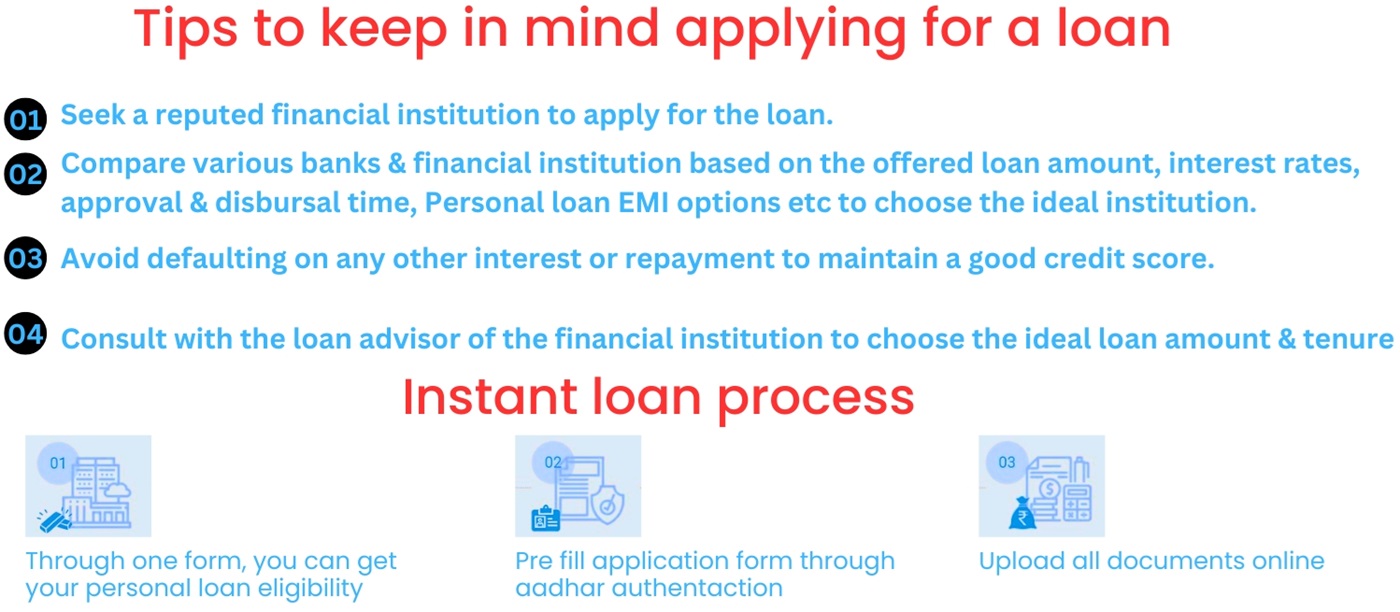 Tips to keep in mind applying for a loan
01 Seek a reputed financial institution to apply for the loan.
02 Compare various banks & financial institution based on the offered loan amount, interest rates,
approval & disbursal time, Personal loan EMI options etc to choose the ideal institution.
03 Avoid defaulting on any other interest or repayment to maintain a good credit score.
04 Consult with the loan advisor of the financial institution to choose the ideal loan amount & tenure
Instant loan process
01
Through one form, you can get
your personal loan eligibility
02
Pre fill application form through
aadhar authentaction
03
₹
Upload all documents online